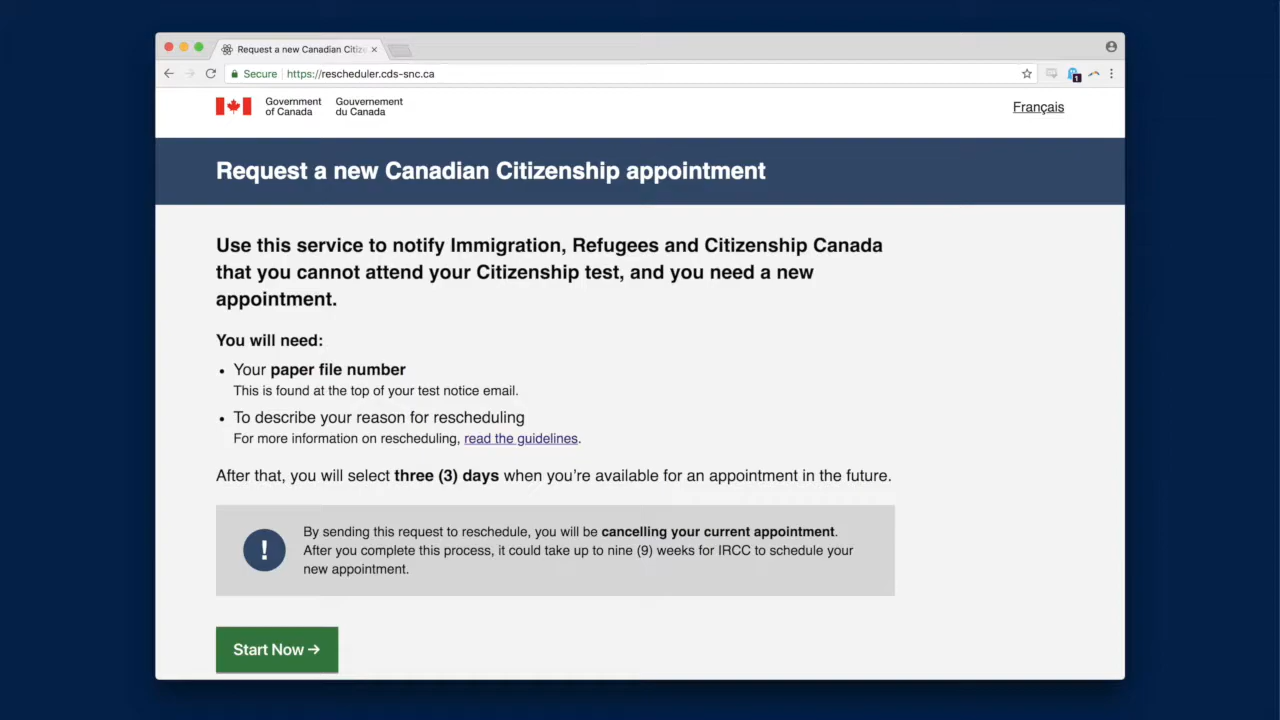 Request a new Canadian Citiz
Secure https://rescheduler.cds-snc.ca
1
Government of Canada
Gouvernement du Canada
Français
Request a new Canadian Citizenship appointment
Use this service to notify Immigration, Refugees and Citizenship Canada
that you cannot attend your Citizenship test, and you need a new
appointment.
You will need:
• Your paper file number
This is found at the top of your test notice email.
• To describe your reason for rescheduling
For more information on rescheduling, read the guidelines.
After that, you will select three (3) days when you’re available for an appointment in the future.
!
By sending this request to reschedule, you will be cancelling your current appointment.
After you complete this process, it could take up to nine (9) weeks for IRCC to schedule your
new appointment.
Start Now →